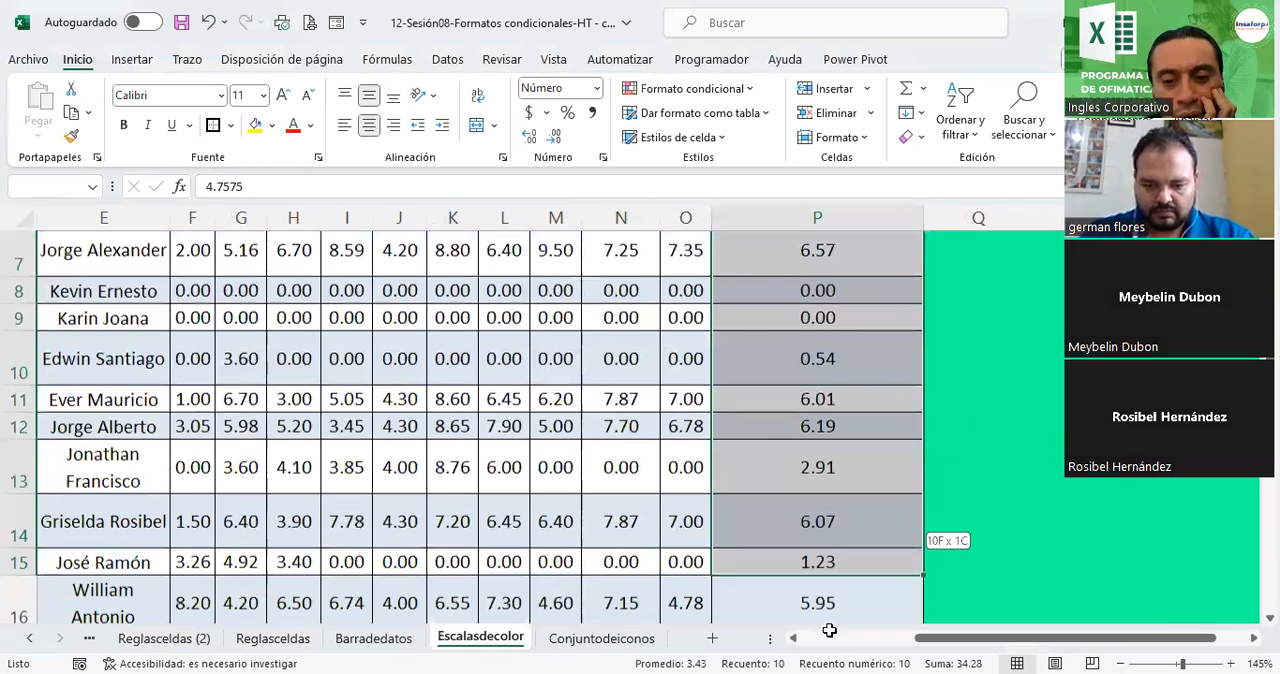 Autoguardado
12-Sesión08-Formatos condicionales-HT - c...
Buscar
Archivo Inicio Insertar Trazo Disposición de página Fórmulas Datos Revisar Vista Automatizar Programador Ayuda Power Pivot
Pegar
Portapapeles
Calibri 11
N K S
Fuente
Alineación
Número
$ % 000
Número
Formato condicional
Dar formato como tabla
Estilos de celda
Estilos
Insertar
Eliminar
Formato
Celdas
Ordenar y filtrar
Buscar y seleccionar
Edición
fx 4.7575
E F G H I J K L M N O P Q
7 Jorge Alexander 2.00 5.16 6.70 8.59 4.20 8.80 6.40 9.50 7.25 7.35 6.57
8 Kevin Ernesto 0.00 0.00 0.00 0.00 0.00 0.00 0.00 0.00 0.00 0.00 0.00
9 Karin Joana 0.00 0.00 0.00 0.00 0.00 0.00 0.00 0.00 0.00 0.00 0.00
10 Edwin Santiago 0.00 3.60 0.00 0.00 0.00 0.00 0.00 0.00 0.00 0.00 0.54
11 Ever Mauricio 1.00 6.70 3.00 5.05 4.30 8.60 6.45 6.20 7.87 7.00 6.01
12 Jorge Alberto 3.05 5.98 5.20 3.45 4.30 8.65 7.90 5.00 7.70 6.78 6.19
13 Jonathan Francisco 0.00 3.60 4.10 3.85 4.00 8.76 6.00 0.00 0.00 0.00 2.91
14 Griselda Rosibel 1.50 6.40 3.90 7.78 4.30 7.20 6.45 6.40 7.87 7.00 6.07
10F x 1C
15 José Ramón 3.26 4.92 3.40 0.00 0.00 0.00 0.00 0.00 0.00 0.00 1.23
16 William Antonio 8.20 4.20 6.50 6.74 4.00 6.55 7.30 4.60 7.15 4.78 5.95
Reglasceldas (2) Reglasceldas Barradedatos Escalasdecolor Conjuntodeiconos
Listo Accesibilidad: es necesario investigar Promedio: 3.43 Recuento: 10 Recuento numérico: 10 Suma: 34.28 145%
Insaforp
PROGRAMA
DE OFIMATICA
Ingles Corporativo
german flores
Meybelin Dubon
Meybelin Dubon
Rosibel Hernández
Rosibel Hernández